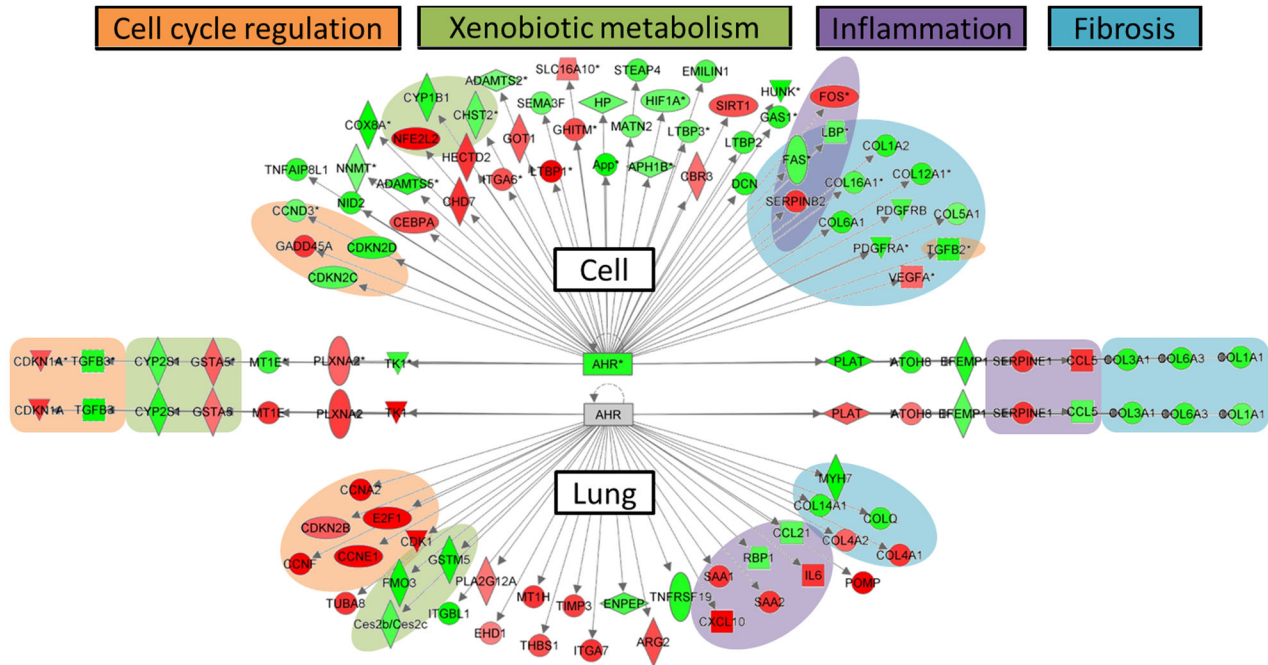 Cell cycle regulation
Xenobiotic metabolism
Inflammation
Fibrosis
SLC16A10*
STEAP4
EMILIN1
ADAMTS2*
CYP1B1
CHST2*
SEMA3F
HP
HIF1A*
SIRT1
HUNK*
FOS*
GAS1*
COX8A*
NFE2L2
GOT1
GHITM*
MATN2
LTBP3*
LTBP2
LBP*
COL1A2
HECTD2
TNFAIP8L1
NNMT*
ADAMTS5*
ITGA6*
LTBP1*
App*
APH1B*
CBR3
DCN
FAS*
COL16A1*
COL12A1*
CCND3*
NID2
CEBPA
CHD7
SERPINB2
COL6A1
PDGFRB
COL5A1
GADD45A
CDKN2D
CDKN2C
PDGFRA*
TGFB2*
VEGFA*
Cell
CDKN1A*
TGFB3*
CYP2S1
GSTA5*
MT1E*
PLXNA2*
TK1*
AHR*
PLAT
ATOH8
EFEMP1
SERPINE1
CCL5
COL3A1
COL6A3
COL1A1
CDKN1A
TGFB3
CYP2S1
GSTA5
MT1E
PLXNA2
TK1
AHR
PLAT
ATOH8
EFEMP1
SERPINE1
CCL5
COL3A1
COL6A3
COL1A1
Lung
CCNA2
CDKN2B
E2F1
CDK1
CCNF
CCNE1
GSTM5
FMO3
TUBA8
Ces2b/Ces2c
ITGBL1
PLA2G12A
EHD1
MT1H
THBS1
TIMP3
ITGA7
ENPEP
ARG2
TNFRSF19
SAA1
CXCL10
RBP1
SAA2
CCL21
IL6
POMP
MYH7
COL14A1
COLQ
COL4A2
COL4A1